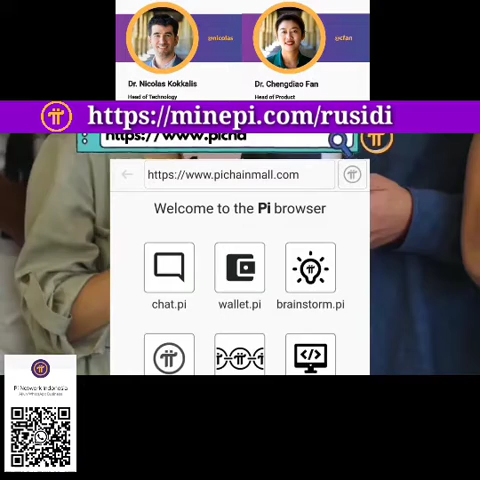 @nicolas
@cfan
Dr. Nicolas Kokkalis
Dr. Chengdiao Fan
Head of Technology
Head of Product
https://minepi.com/rusidi
https://www.picha
https://www.pichainmall.com
Welcome to the Pi browser
chat.pi
wallet.pi
brainstorm.pi
Pi Network Indonesia